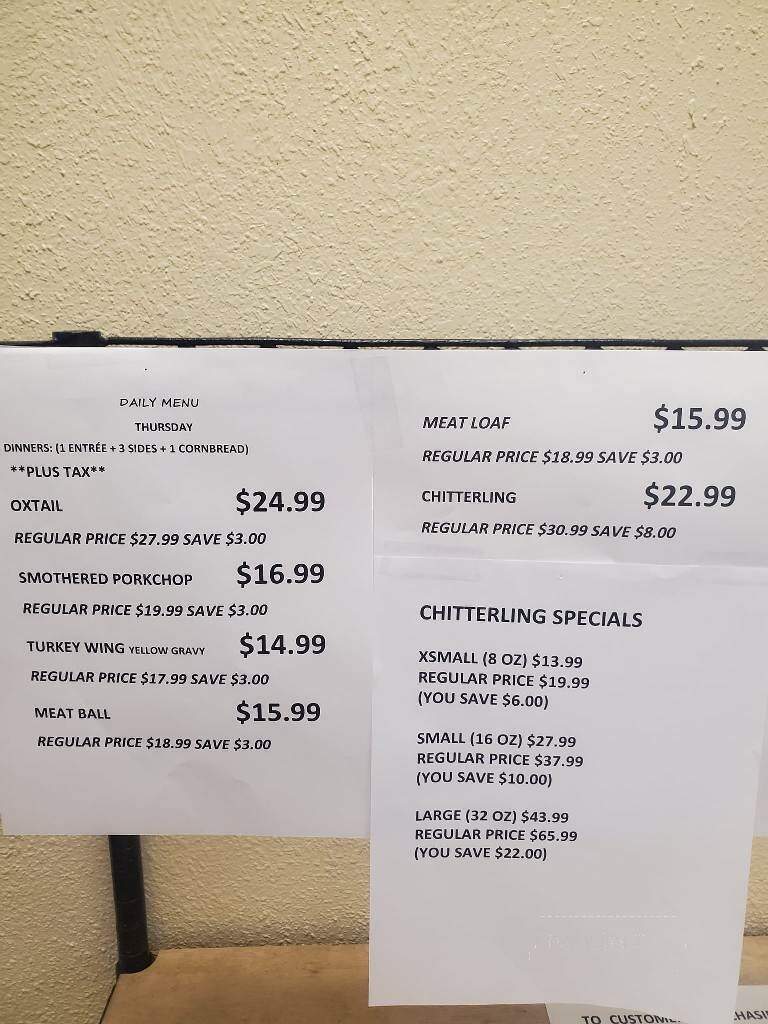 DAILY MENU
THURSDAY
DINNERS: (1 ENTRÉE + 3 SIDES + 1 CORNBREAD)
**PLUS TAX**
OXTAIL $24.99
REGULAR PRICE $27.99 SAVE $3.00
SMOTHERED PORKCHOP $16.99
REGULAR PRICE $19.99 SAVE $3.00
TURKEY WING YELLOW GRAVY $14.99
REGULAR PRICE $17.99 SAVE $3.00
MEAT BALL $15.99
REGULAR PRICE $18.99 SAVE $3.00
MEAT LOAF $15.99
REGULAR PRICE $18.99 SAVE $3.00
CHITTERLING $22.99
REGULAR PRICE $30.99 SAVE $8.00
CHITTERLING SPECIALS
XSMALL (8 OZ) $13.99
REGULAR PRICE $19.99
(YOU SAVE $6.00)
SMALL (16 OZ) $27.99
REGULAR PRICE $37.99
(YOU SAVE $10.00)
LARGE (32 OZ) $43.99
REGULAR PRICE $65.99
(YOU SAVE $22.00)
TO